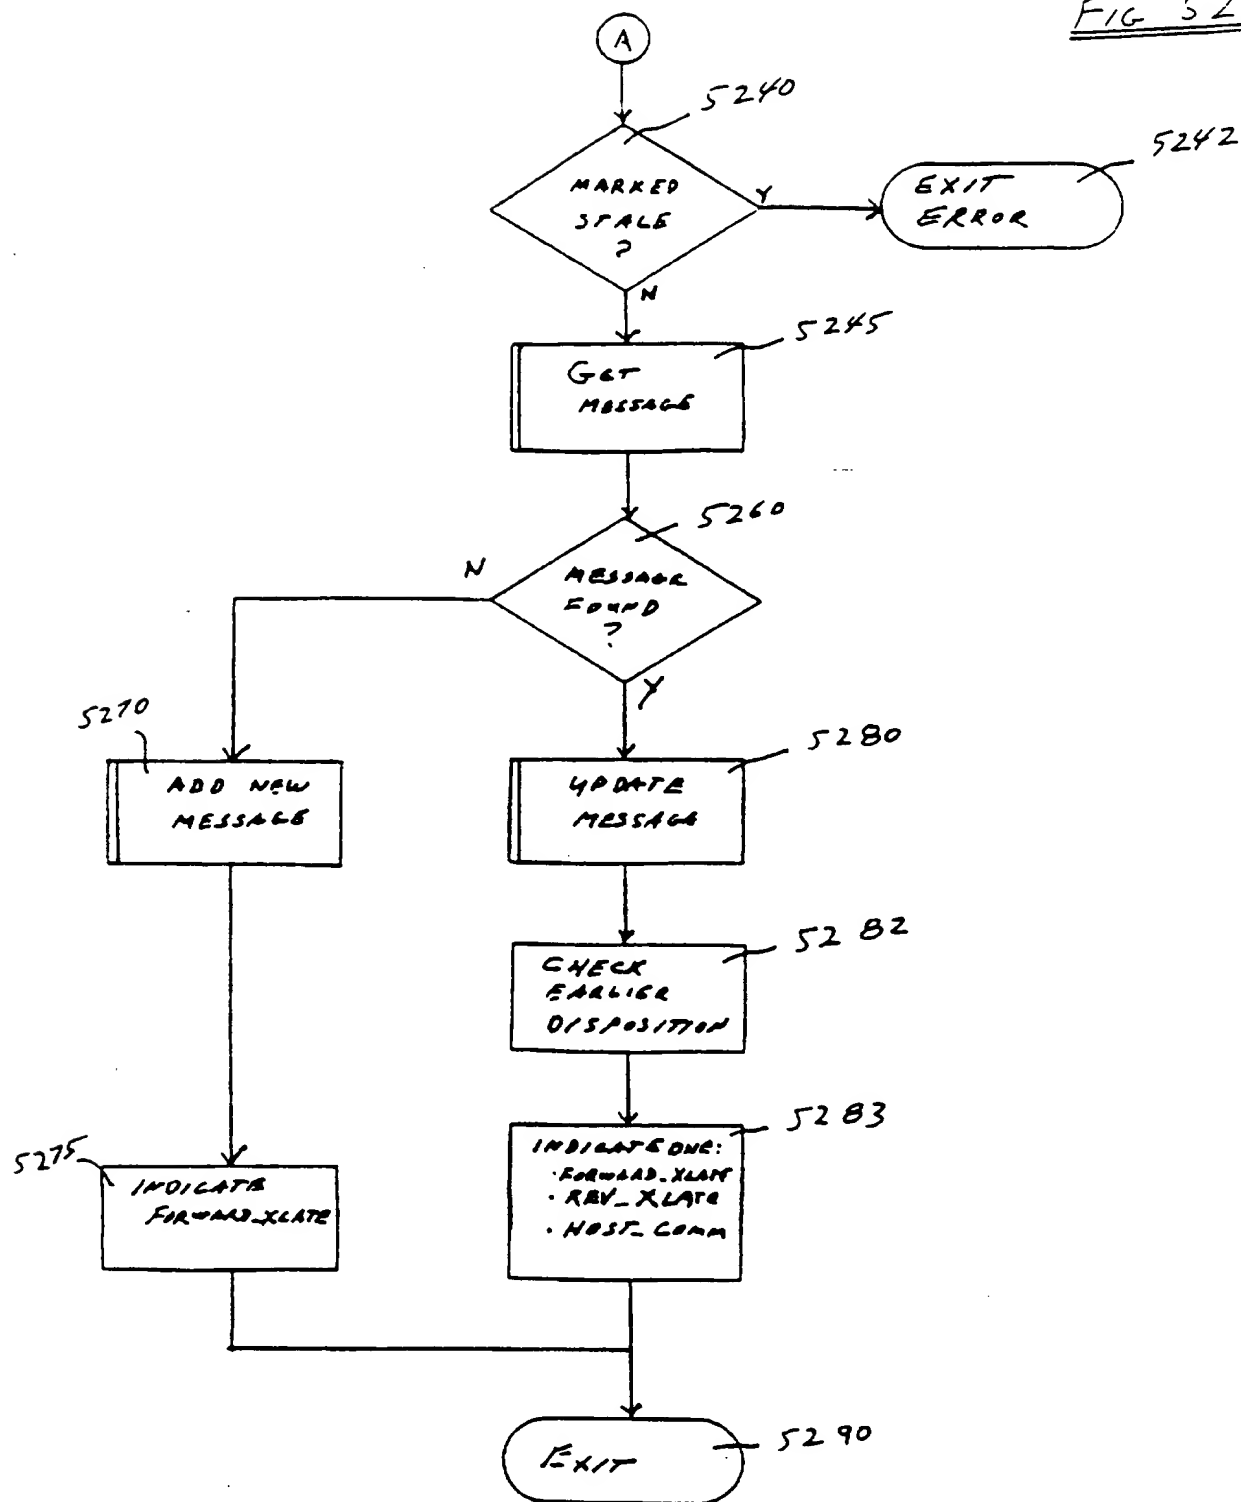 FIG 52
A
5240
MARKED
STALE
?
Y
N
5242
EXIT
ERROR
5245
GET
MESSAGE
5260
MESSAGE
FOUND
?
N
Y
5270
ADD NEW
MESSAGE
5280
UPDATE
MESSAGE
5282
CHECK
EARLIER
DISPOSITION
5283
INDICATE ONE:
· FORWARD_XLATE
· REV_XLATE
· HOST_COMM
5275
INDICATE
FORWARD_XLATE
5290
EXIT